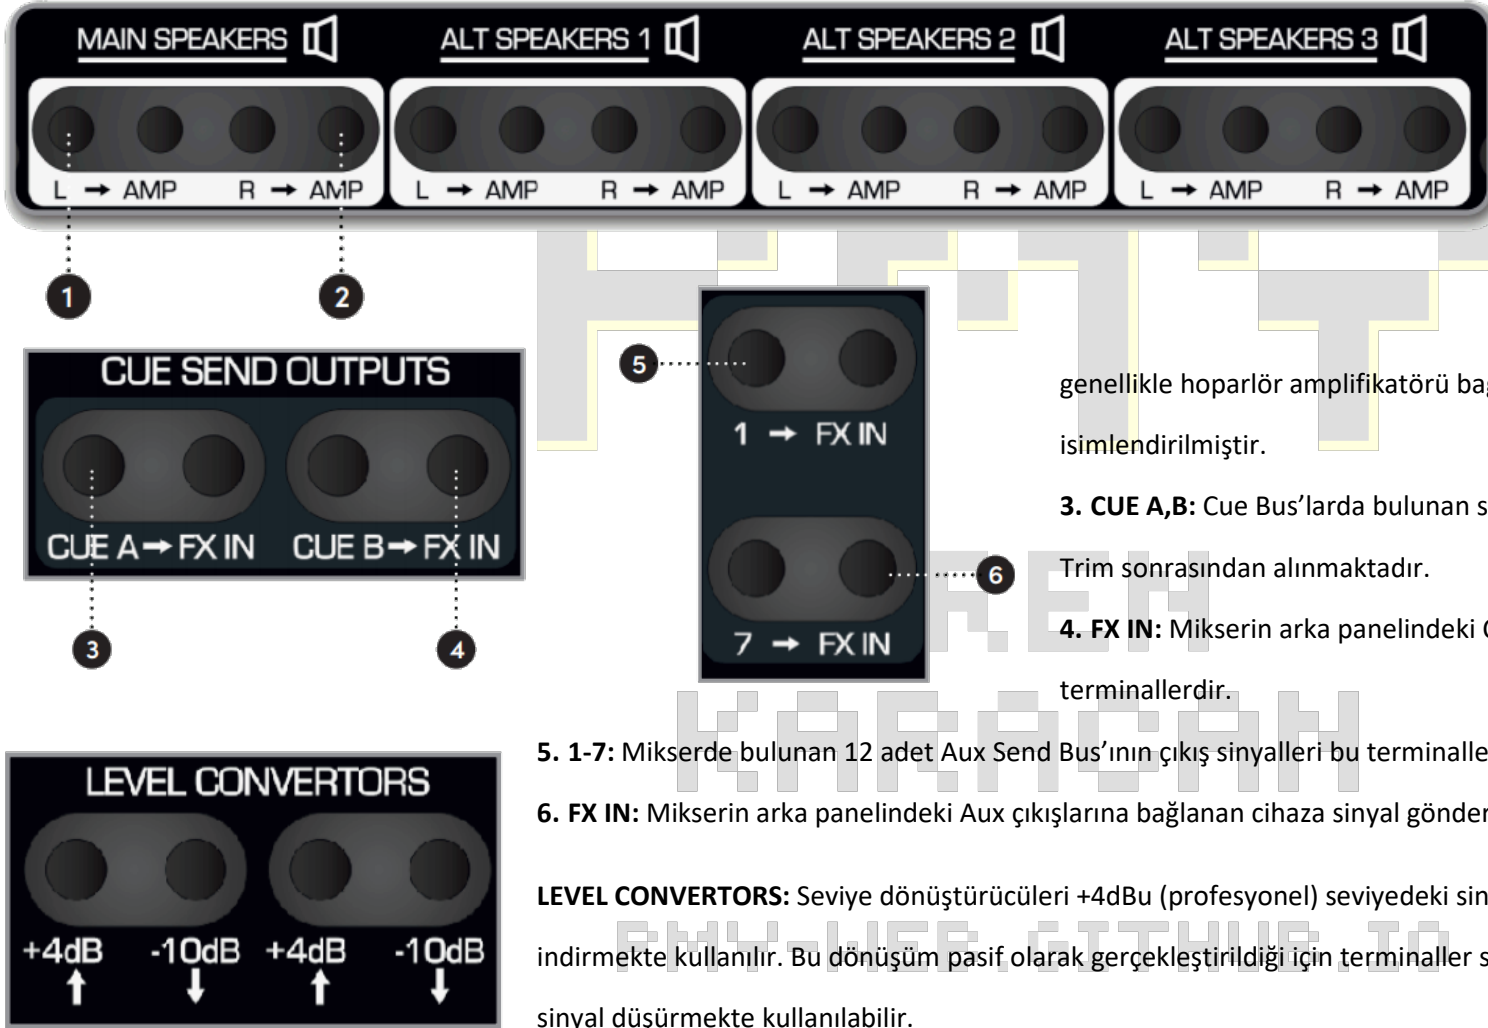 MAIN SPEAKERS ALT SPEAKERS 1 ALT SPEAKERS 2 ALT SPEAKERS 3
L → AMP R → AMP L → AMP R → AMP L → AMP R → AMP L → AMP R → AMP
1 2
CUE SEND OUTPUTS
CUE A→FX IN CUE B→FX IN
3 4
5
1 → FX IN
6
7 → FX IN
genellikle hoparlör amplifikatörü
isimlendirilmiştir.
3. CUE A,B: Cue Bus’larda bulunan
Trim sonrasından alınmaktadır.
4. FX IN: Mikserin arka panelindeki
terminallerdir.
5. 1-7: Mikserde bulunan 12 adet Aux Send Bus’ının çıkış sinyalleri bu
6. FX IN: Mikserin arka panelindeki Aux çıkışlarına bağlanan cihaza sinyal
LEVEL CONVERTORS
+4dB -10dB +4dB -10dB
LEVEL CONVERTORS: Seviye dönüştürücüleri +4dBu (profesyonel) seviyedeki
indirmekte kullanılır. Bu dönüşüm pasif olarak gerçekleştirildiği için terminaller
sinyal düşürmekte kullanılabilir.
KARACAN
PMY-WEB.GITHUB.IO